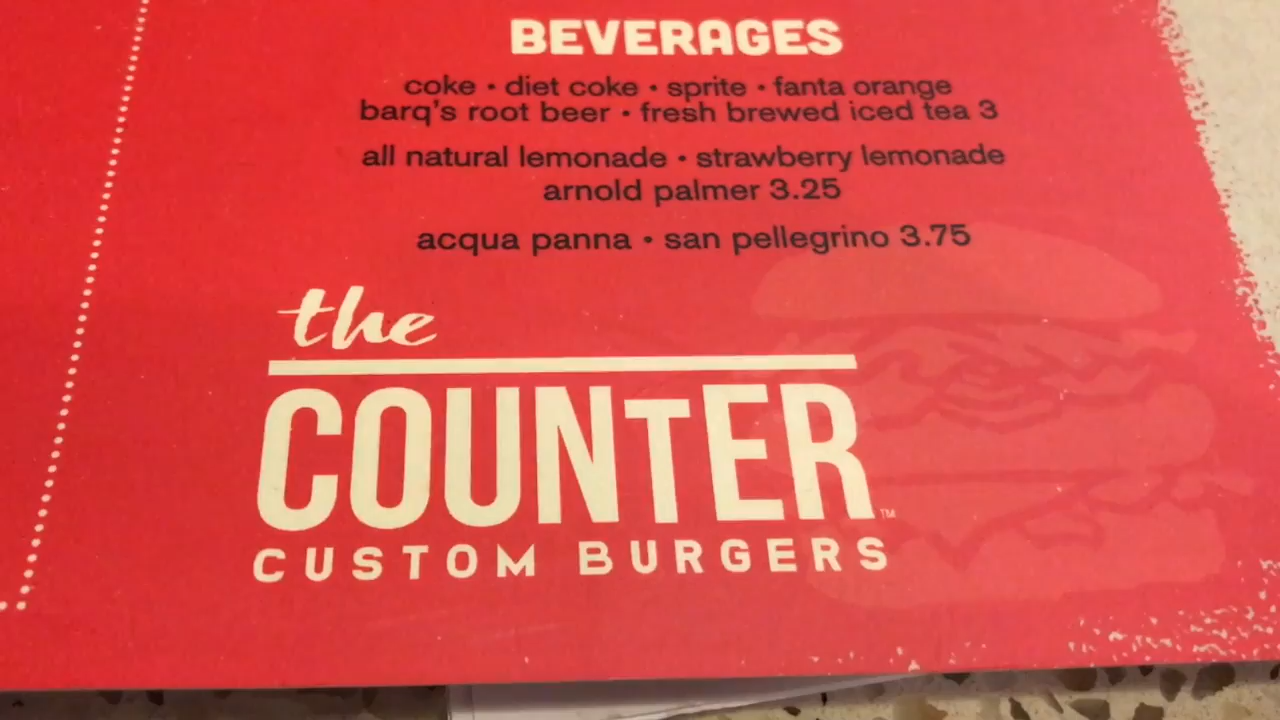 BEVERAGES
coke • diet coke • sprite • fanta orange
barq's root beer • fresh brewed iced tea 3
all natural lemonade • strawberry lemonade
arnold palmer 3.25
acqua panna • san pellegrino 3.75
the
COUNTER™
CUSTOM BURGERS